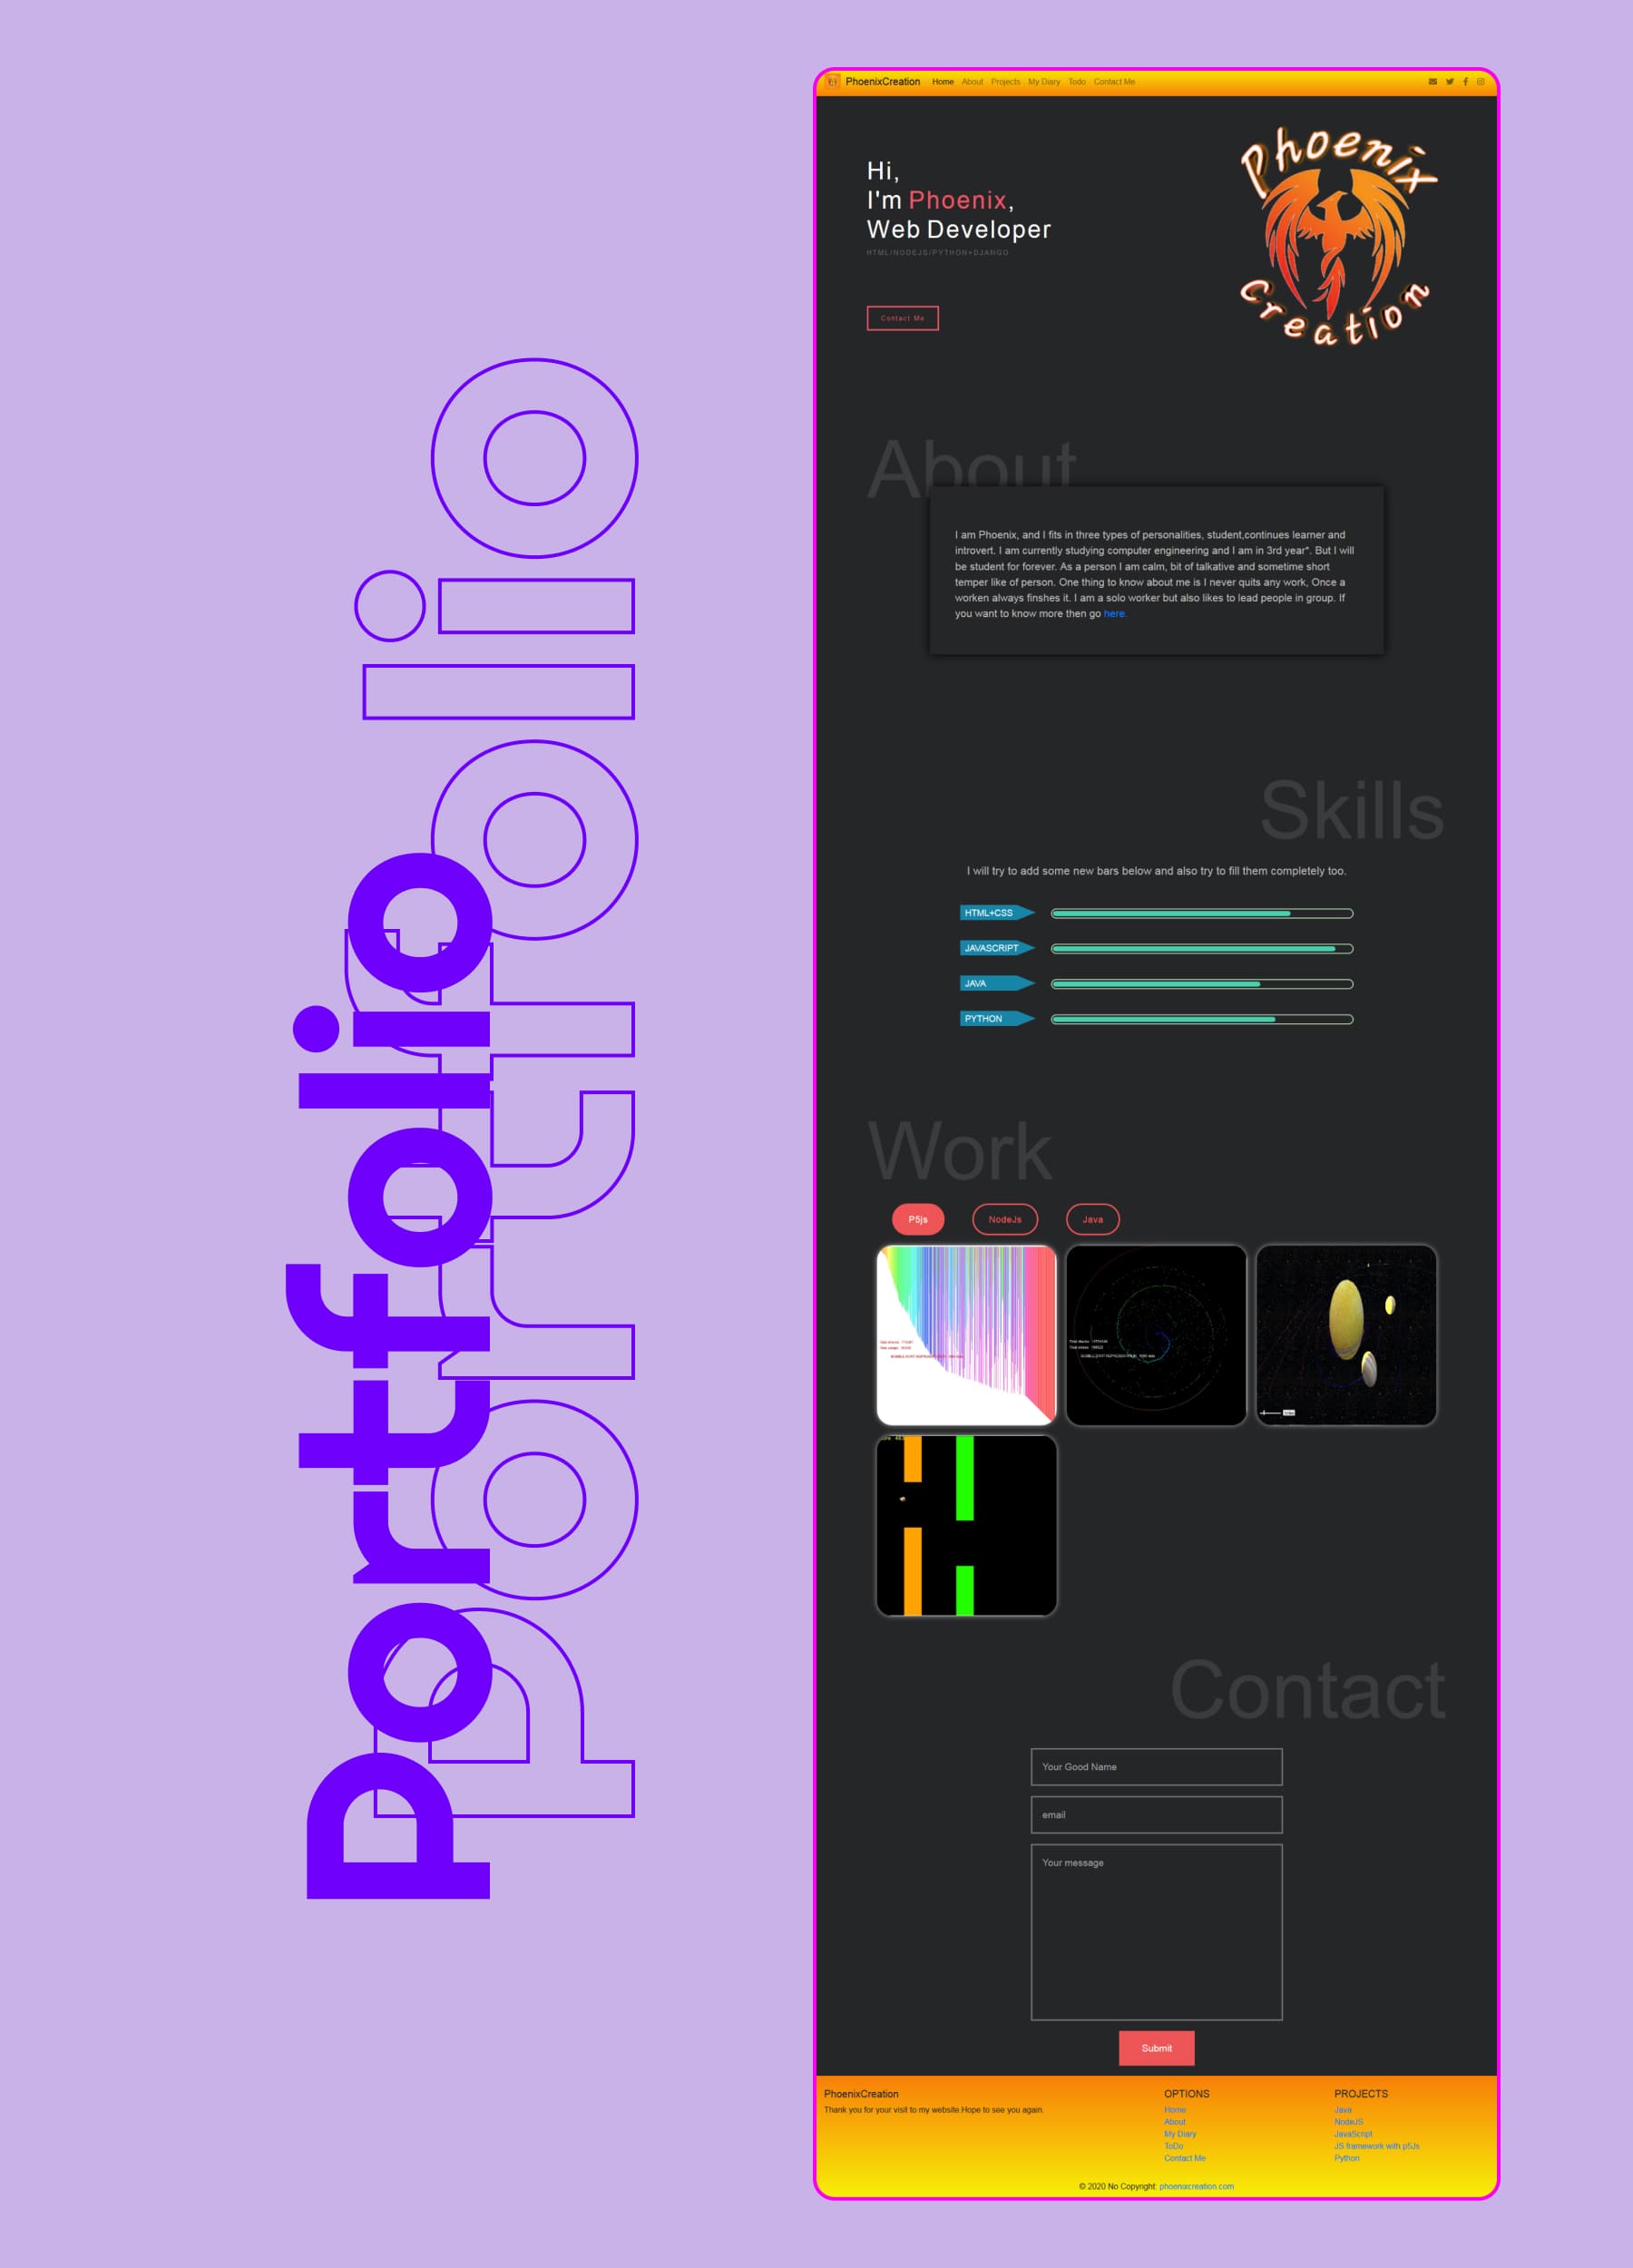 Portfolio
Portfolio
PhoenixCreation Home About Projects My Diary Todo Contact Me
Phoenix
Creation
Hi,
I'm Phoenix,
Web Developer
HTML/NODEJS/PYTHON+DJANGO
Contact Me
About
I am Phoenix, and I fits in three types of personalities, student,continues learner and
introvert. I am currently studying computer engineering and I am in 3rd year*. But I will
be student for forever. As a person I am calm, bit of talkative and sometime short
temper like of person. One thing to know about me is I never quits any work, Once a
worken always finshes it. I am a solo worker but also likes to lead people in group. If
you want to know more then go here.
Skills
I will try to add some new bars below and also try to fill them completely too.
HTML+CSS
JAVASCRIPT
JAVA
PYTHON
Work
P5js NodeJs Java
Contact
Your Good Name
email
Your message
Submit
PhoenixCreation
Thank you for your visit to my website.Hope to see you again.
OPTIONS
Home
About
My Diary
ToDo
Contact Me
PROJECTS
Java
NodeJS
JavaScript
JS framework with p5Js
Python
© 2020 No Copyright: phoenixcreation.com